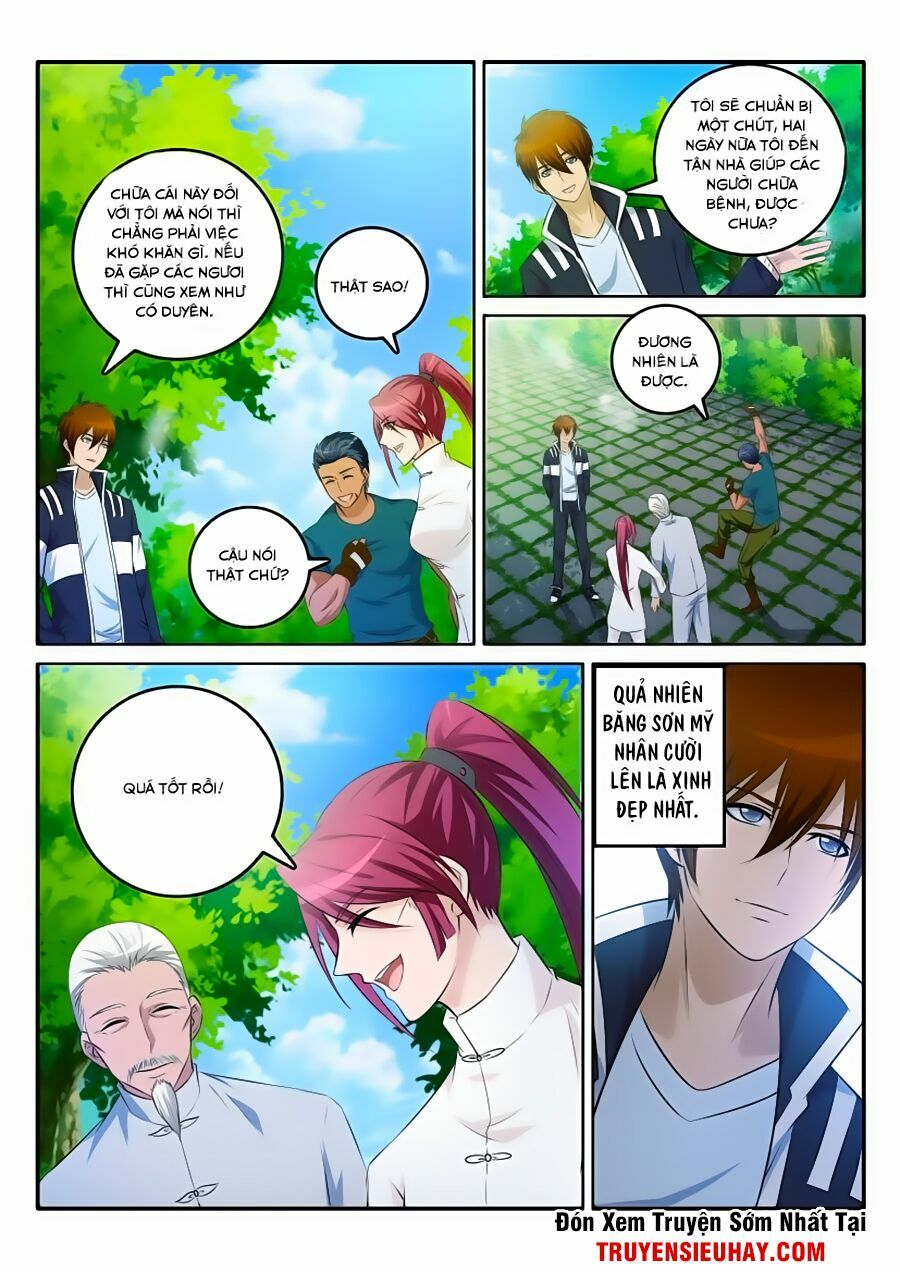 CHỮA CÁI NÀY ĐỐI
VỚI TÔI MÀ NÓI THÌ
CHẲNG PHẢI VIỆC
KHÓ KHĂN GÌ. NẾU
ĐÃ GẶP CÁC NGƯƠI
THÌ CŨNG XEM NHƯ
CÓ DUYÊN.
THẬT SAO!
CẬU NÓI
THẬT CHỨ?
TÔI SẼ CHUẨN BỊ
MỘT CHÚT, HAI
NGÀY NỮA TÔI ĐẾN
TẬN NHÀ GIÚP CÁC
NGƯỜI CHỮA
BỆNH, ĐƯỢC
CHƯA?
ĐƯƠNG
NHIÊN LÀ
ĐƯỢC.
QUÁ TỐT RỒI!
QUẢ NHIÊN
BĂNG SƠN MỸ
NHÂN CƯỜI
LÊN LÀ XINH
ĐẸP NHẤT.
Đón Xem Truyện Sớm Nhất Tại
TRUYENSIEUHAY.COM